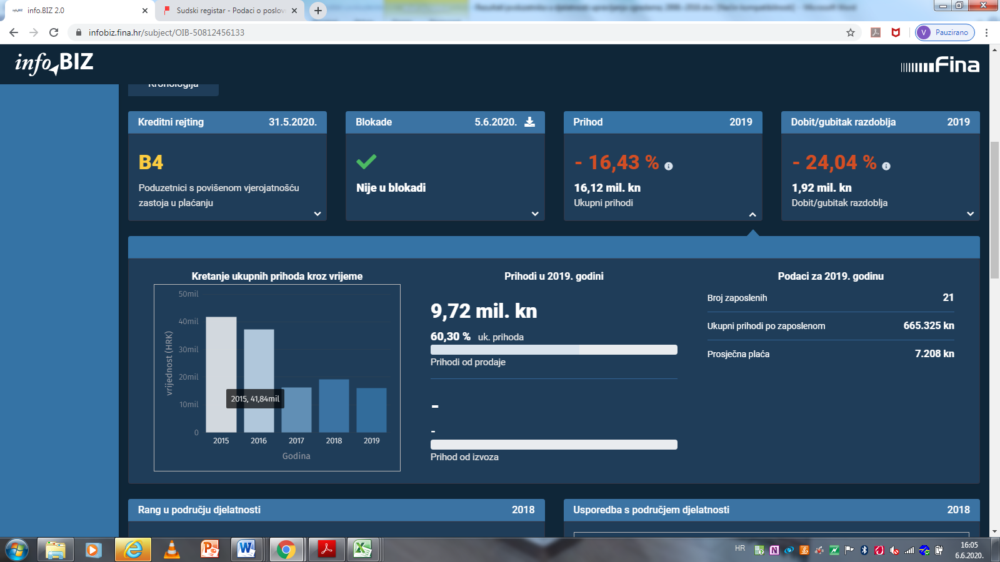 info.BIZ 2.0
Sudski registar - Podaci o poslov
infobiz.fina.hr/subject/OIB-50812456133
V Pauzirano
info BIZ
Fina
Kronologija
Kreditni rejting 31.5.2020.
B4
Poduzetnici s povišenom vjerojatnošću
zastoja u plaćanju
Blokade 5.6.2020.
Nije u blokadi
Prihod 2019
- 16,43 %
16,12 mil. kn
Ukupni prihodi
Dobit/gubitak razdoblja 2019
- 24,04 %
1,92 mil. kn
Dobit/gubitak razdoblja
Kretanje ukupnih prihoda kroz vrijeme
50mil
40mil
30mil
20mil
10mil
0
vrijednost (HRK)
2015, 41,84mil
2015 2016 2017 2018 2019
Godina
Prihodi u 2019. godini
9,72 mil. kn
60,30 % uk. prihoda
Prihodi od prodaje
-
-
Prihod od izvoza
Podaci za 2019. godinu
Broj zaposlenih 21
Ukupni prihodi po zaposlenom 665.325 kn
Prosječna plaća 7.208 kn
Rang u području djelatnosti 2018
Usporedba s područjem djelatnosti 2018
HR
16:05
6.6.2020.